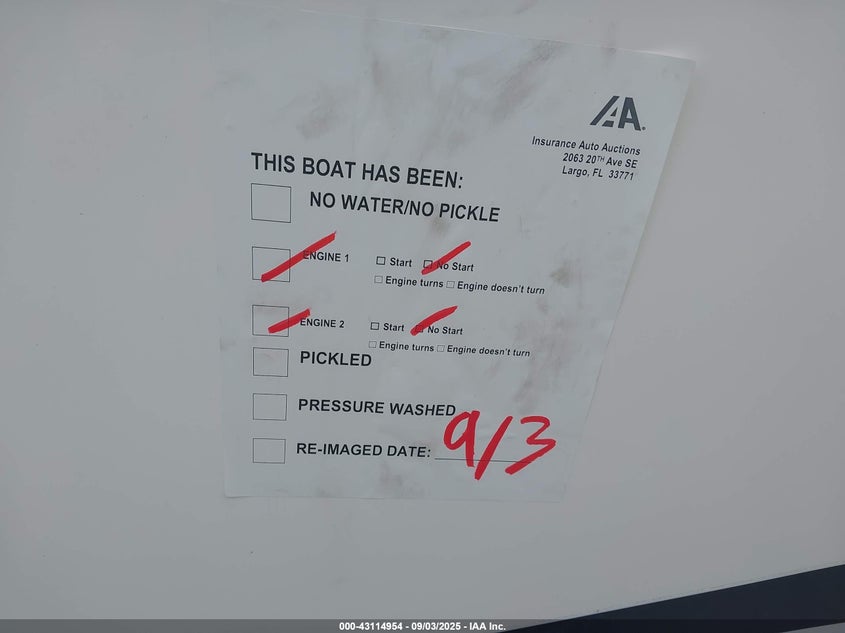 IAA.
Insurance Auto Auctions
2063 20TH Ave SE
Largo, FL 33771
THIS BOAT HAS BEEN:
NO WATER/NO PICKLE
ENGINE 1 Start No Start
Engine turns Engine doesn't turn
ENGINE 2 Start No Start
Engine turns Engine doesn't turn
PICKLED
PRESSURE WASHED
RE-IMAGED DATE: 9/3
000-43114954 - 09/03/2025 - IAA Inc.